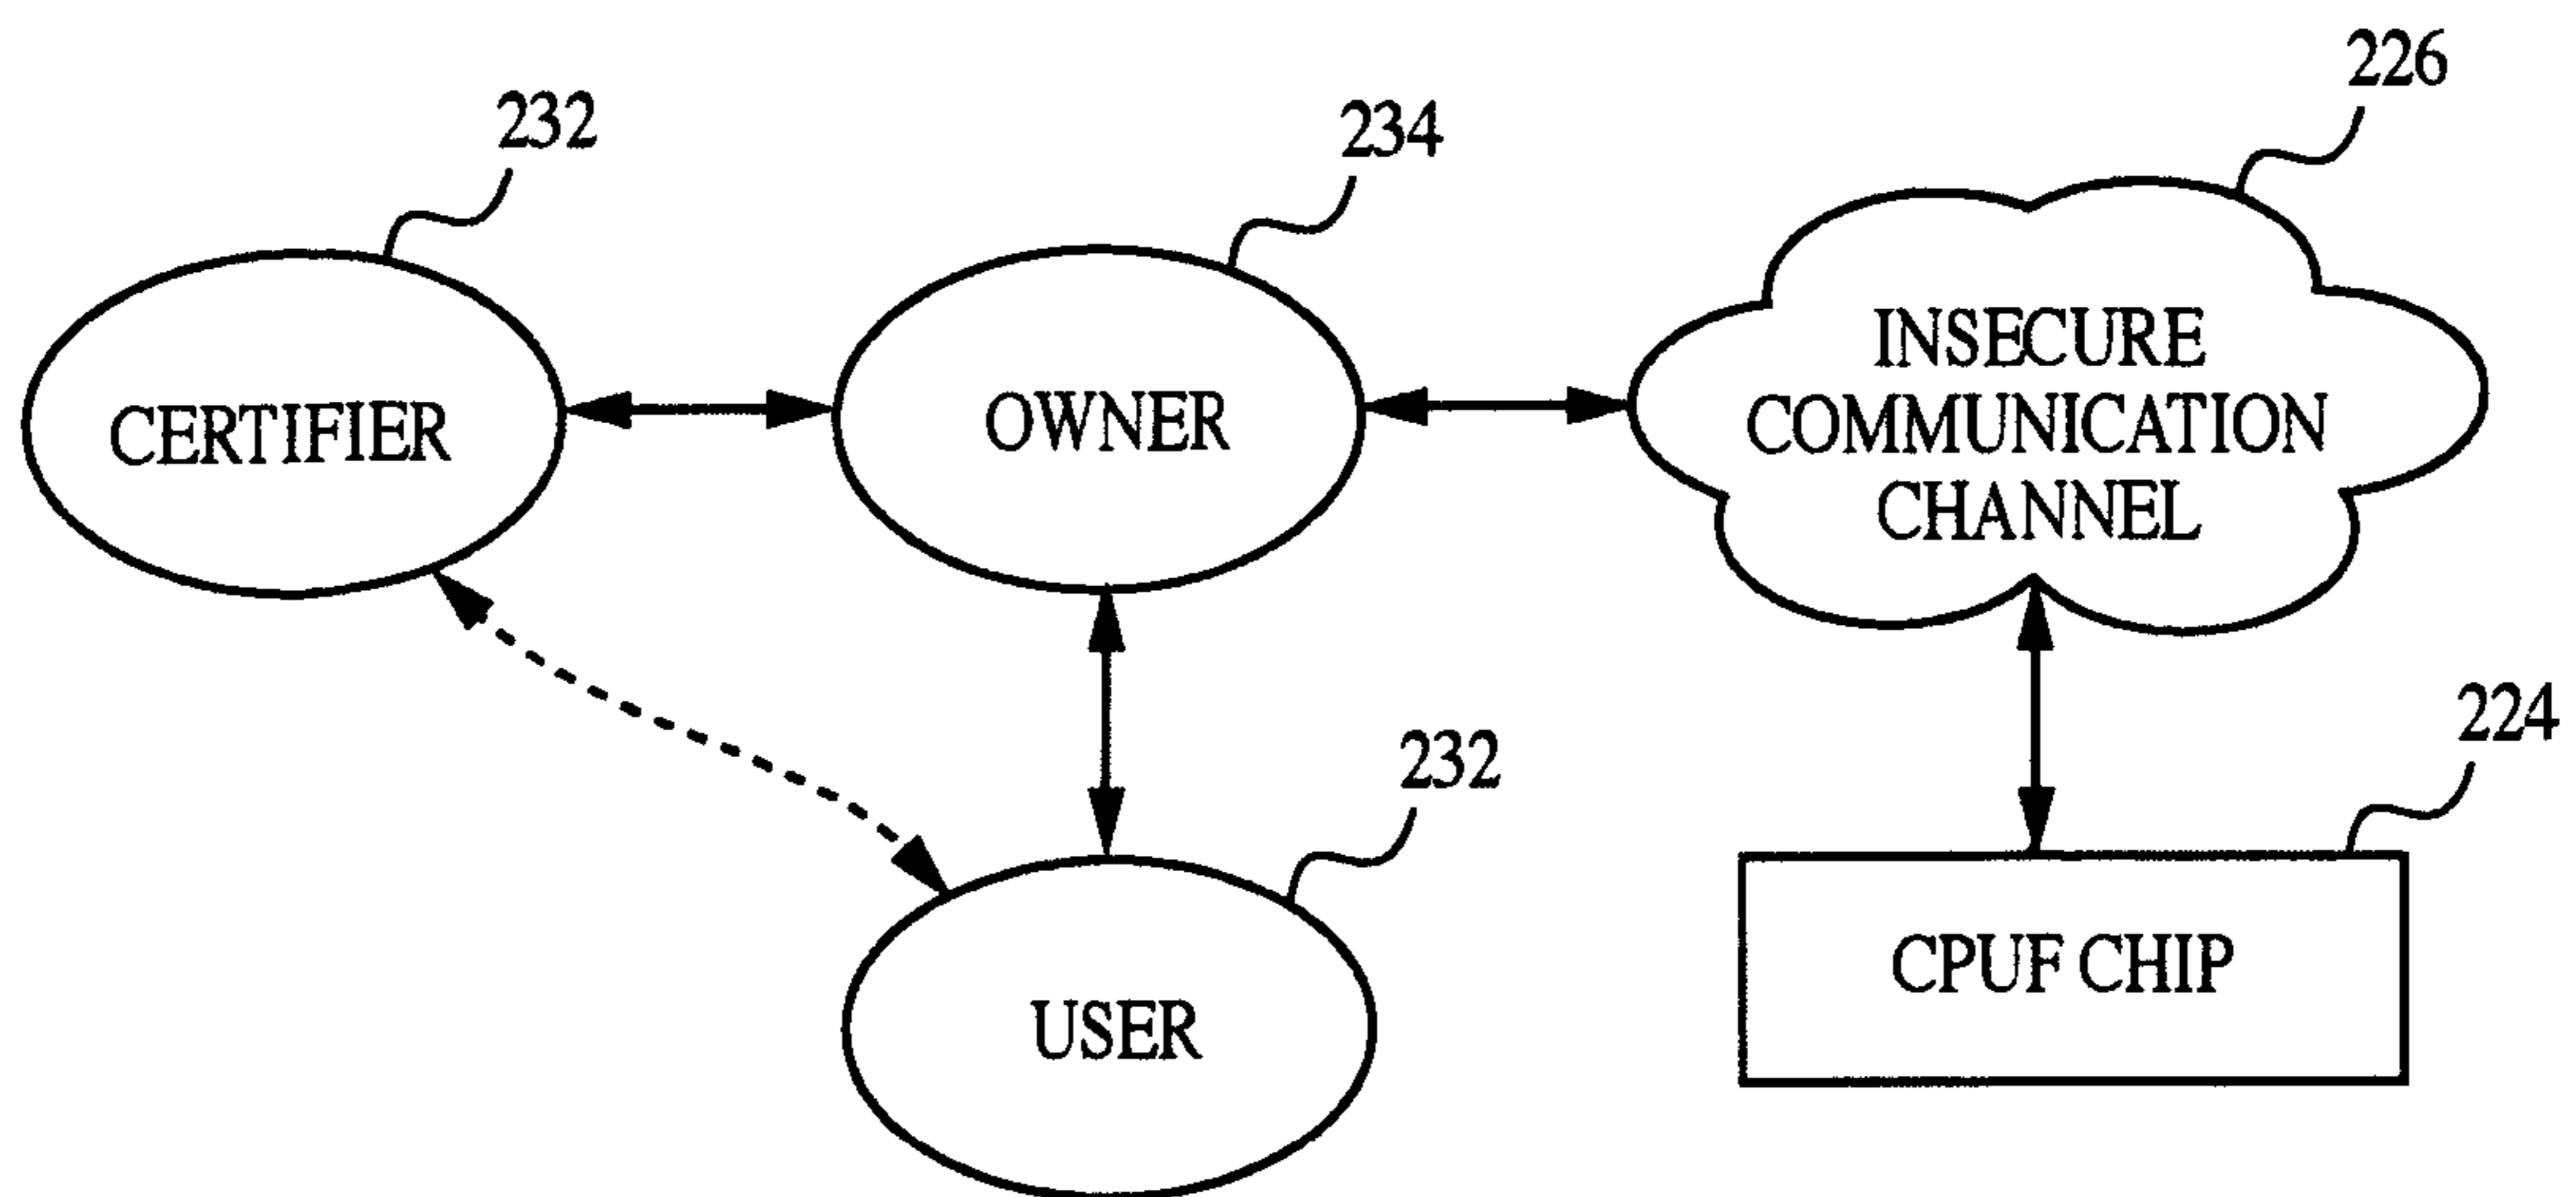 226
232
234
INSECURE
COMMUNICATION
CHANNEL
CERTIFIER
OWNER
224
232
CPUF CHIP
USER